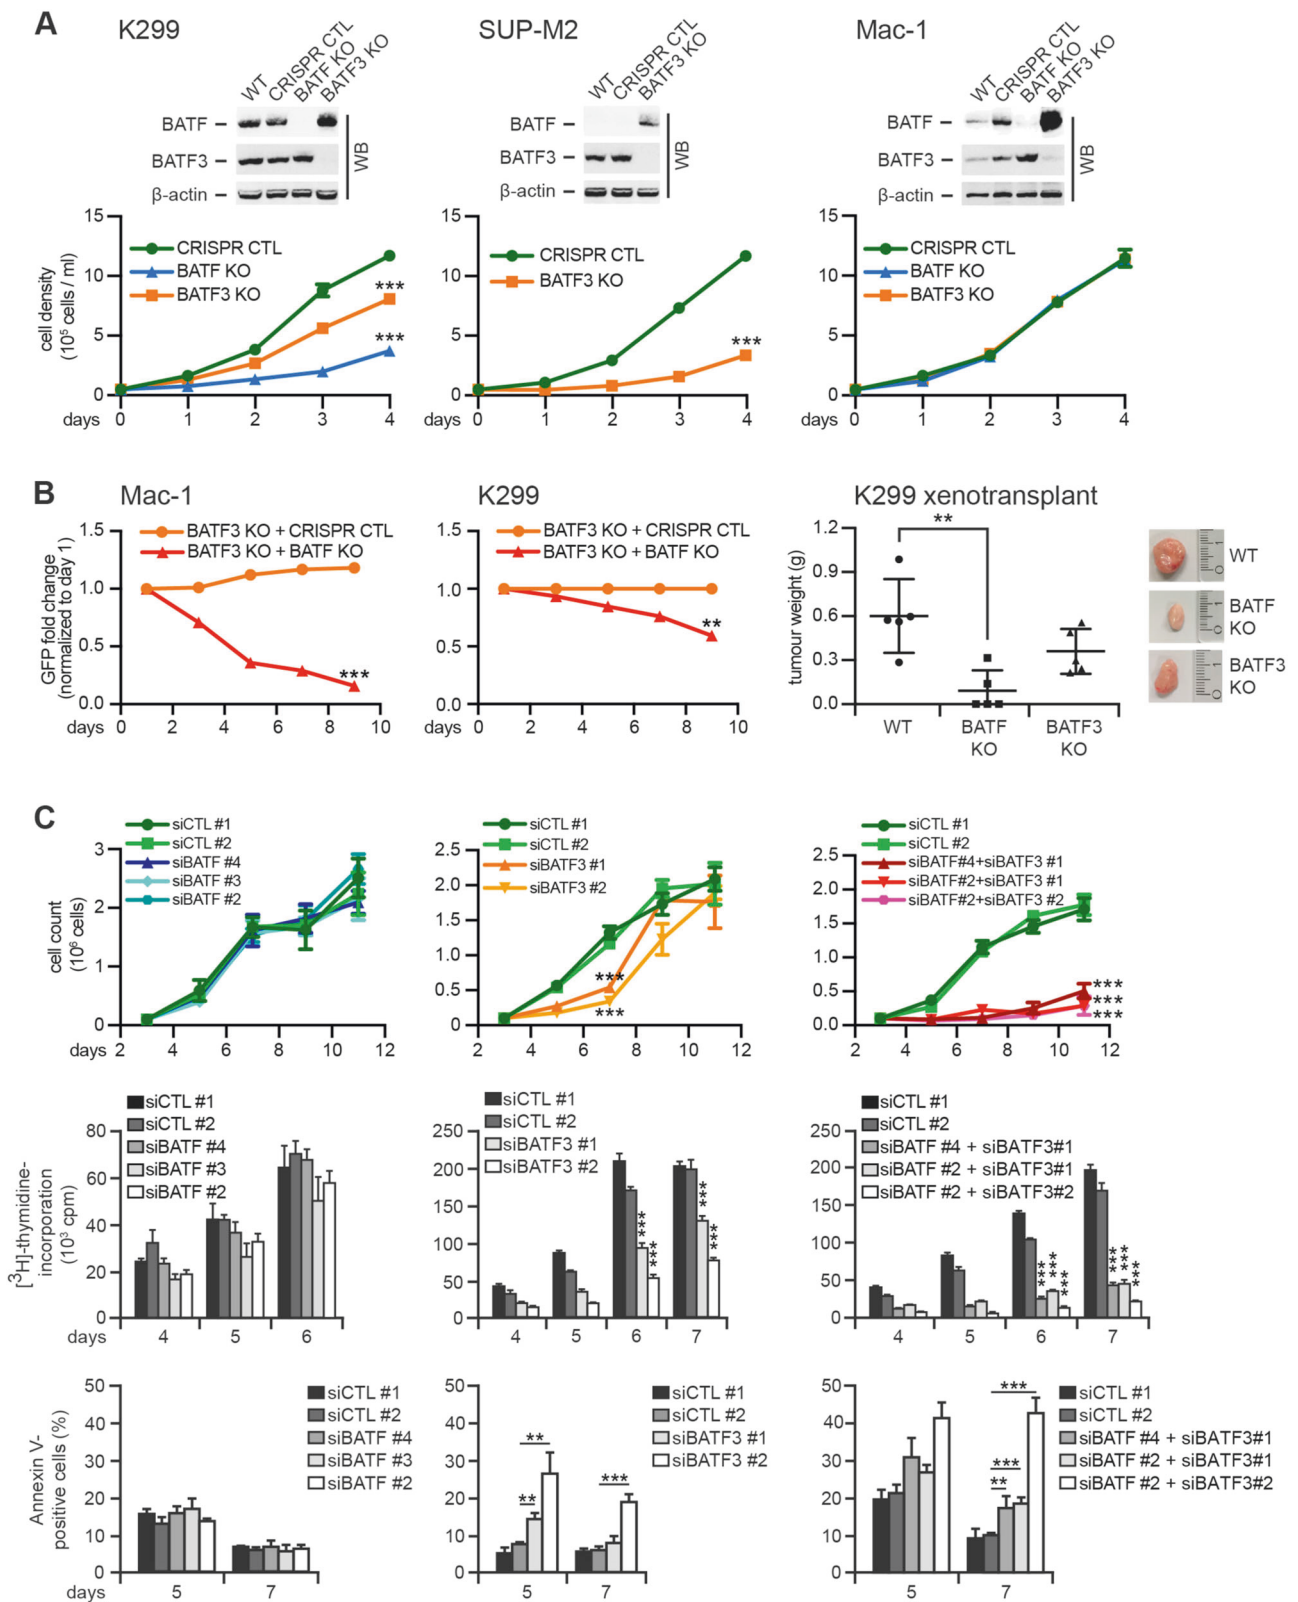 A
K299
WT
CRISPR CTL
BATF KO
BATF3 KO
BATF
BATF3
β-actin
WB
15
10
5
0
cell density
(10⁵ cells / ml)
CRISPR CTL
BATF KO
BATF3 KO
***
***
days 0 1 2 3 4
SUP-M2
WT
CRISPR CTL
BATF3 KO
BATF
BATF3
β-actin
WB
15
10
5
0
CRISPR CTL
BATF3 KO
***
days 0 1 2 3 4
Mac-1
WT
CRISPR CTL
BATF KO
BATF3 KO
BATF
BATF3
β-actin
WB
15
10
5
0
CRISPR CTL
BATF KO
BATF3 KO
days 0 1 2 3 4
B
Mac-1
1.5
1.0
0.5
0.0
GFP fold change
(normalized to day 1)
BATF3 KO + CRISPR CTL
BATF3 KO + BATF KO
***
days 0 2 4 6 8 10
K299
1.5
1.0
0.5
0.0
BATF3 KO + CRISPR CTL
BATF3 KO + BATF KO
**
days 0 2 4 6 8 10
K299 xenotransplant
1.2
0.9
0.6
0.3
0.0
tumour weight (g)
**
WT
BATF
KO
BATF3
KO
0 1
WT
0 1
BATF
KO
0 1
BATF3
KO
C
siCTL #1
siCTL #2
siBATF #4
siBATF #3
siBATF #2
3
2
1
0
cell count
(10⁶ cells)
days 2 4 6 8 10 12
siCTL #1
siCTL #2
siBATF3 #1
siBATF3 #2
2.5
2.0
1.5
1.0
0.5
0
***
***
days 2 4 6 8 10 12
siCTL #1
siCTL #2
siBATF#4+siBATF3 #1
siBATF#2+siBATF3 #1
siBATF#2+siBATF3 #2
2.5
2.0
1.5
1.0
0.5
0.0
***
***
***
days 2 4 6 8 10 12
siCTL #1
siCTL #2
siBATF #4
siBATF #3
siBATF #2
80
60
40
20
0
[³H]-thymidine-
incorporation
(10³ cpm)
days 4 5 6
siCTL #1
siCTL #2
siBATF3 #1
siBATF3 #2
250
200
150
100
50
0
***
***
***
***
4 5 6 7
siCTL #1
siCTL #2
siBATF #4 + siBATF3#1
siBATF #2 + siBATF3#1
siBATF #2 + siBATF3#2
250
200
150
100
50
0
***
***
***
***
***
***
4 5 6 7
50
40
30
20
10
0
Annexin V-
positive cells (%)
siCTL #1
siCTL #2
siBATF #4
siBATF #3
siBATF #2
days 5 7
50
40
30
20
10
0
**
**
***
siCTL #1
siCTL #2
siBATF3 #1
siBATF3 #2
5 7
50
40
30
20
10
0
***
***
**
siCTL #1
siCTL #2
siBATF #4 + siBATF3#1
siBATF #2 + siBATF3#1
siBATF #2 + siBATF3#2
5 7